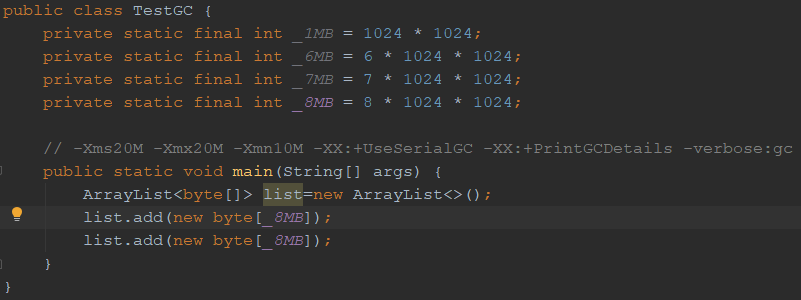 public class TestGC {
    private static final int _1MB = 1024 * 1024;
    private static final int _6MB = 6 * 1024 * 1024;
    private static final int _7MB = 7 * 1024 * 1024;
    private static final int _8MB = 8 * 1024 * 1024;
    // -Xms20M -Xmx20M -Xmn10M -XX:+UseSerialGC -XX:+PrintGCDetails -verbose:gc
    public static void main(String[] args) {
        ArrayList<byte[]> list=new ArrayList<>();
        list.add(new byte[_8MB]);
        list.add(new byte[_8MB]);
    }
}